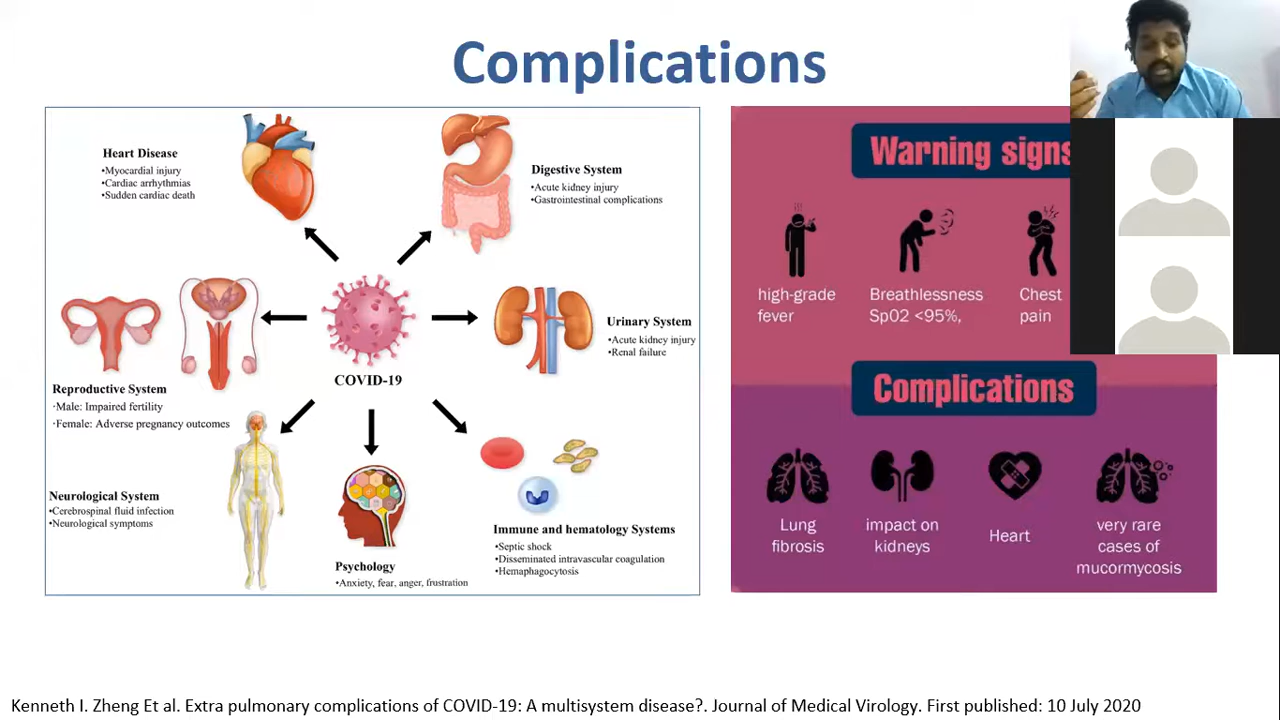 Complications
Heart Disease
•Myocardial injury
•Cardiac arrhythmias
•Sudden cardiac death
Digestive System
•Acute kidney injury
•Gastrointestinal complications
Reproductive System
·Male: Impaired fertility
·Female: Adverse pregnancy outcomes
COVID-19
Urinary System
•Acute kidney injury
•Renal failure
Neurological System
•Cerebrospinal fluid infection
•Neurological symptoms
Psychology
•Anxiety, fear, anger, frustration
Immune and hematology Systems
•Septic shock
•Disseminated intravascular coagulation
•Hemaphagocytosis
Warning signs
high-grade
fever
Breathlessness
Sp02 <95%,
Chest
pain
Complications
Lung
fibrosis
impact on
kidneys
Heart
very rare
cases of
mucormycosis
Kenneth I. Zheng Et al. Extra pulmonary complications of COVID-19: A multisystem disease?. Journal of Medical Virology. First published: 10 July 2020